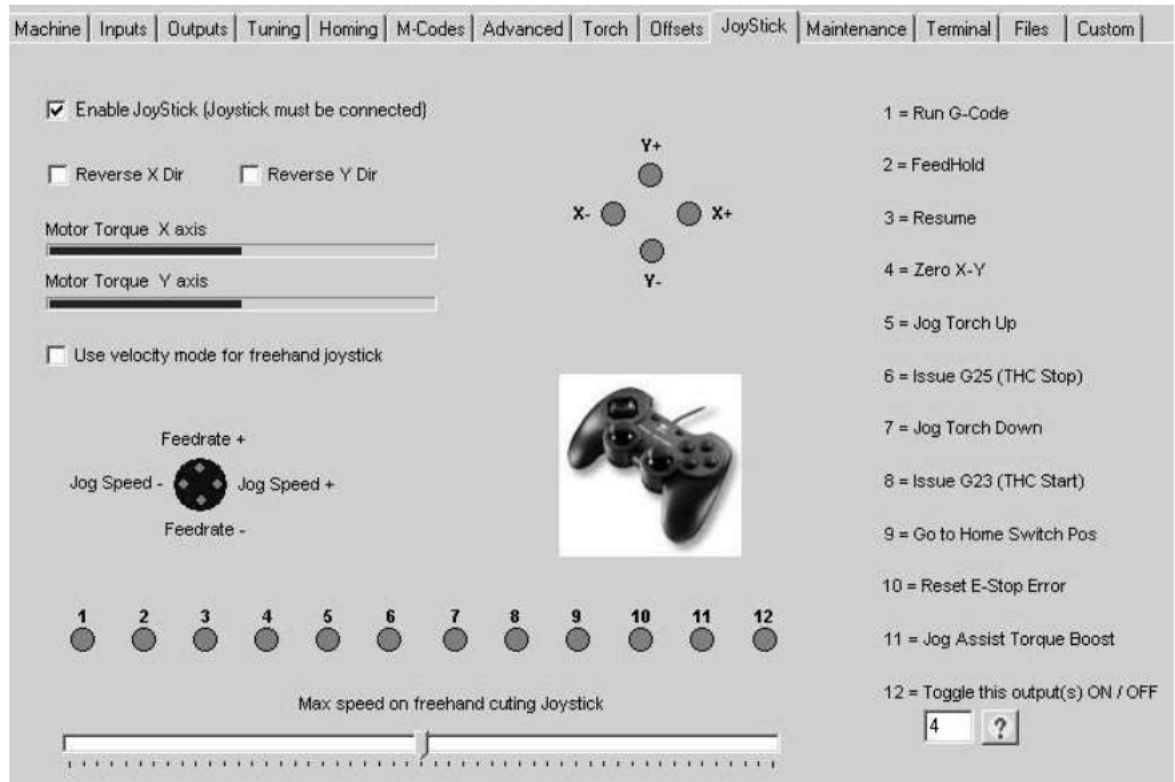 Machine Inputs Outputs Tuning Homing M-Codes Advanced Torch Offsets JoyStick Maintenance Terminal Files Custom
Enable JoyStick (Joystick must be connected)
Reverse X Dir Reverse Y Dir
Motor Torque X axis
Motor Torque Y axis
Use velocity mode for freehand joystick
Y+
X- X+
Y-
Feedrate +
Jog Speed - Jog Speed +
Feedrate -
1 2 3 4 5 6 7 8 9 10 11 12
Max speed on freehand cuting Joystick
1 = Run G-Code
2 = FeedHold
3 = Resume
4 = Zero X-Y
5 = Jog Torch Up
6 = Issue G25 (THC Stop)
7 = Jog Torch Down
8 = Issue G23 (THC Start)
9 = Go to Home Switch Pos
10 = Reset E-Stop Error
11 = Jog Assist Torque Boost
12 = Toggle this output(s) ON / OFF
4 ?